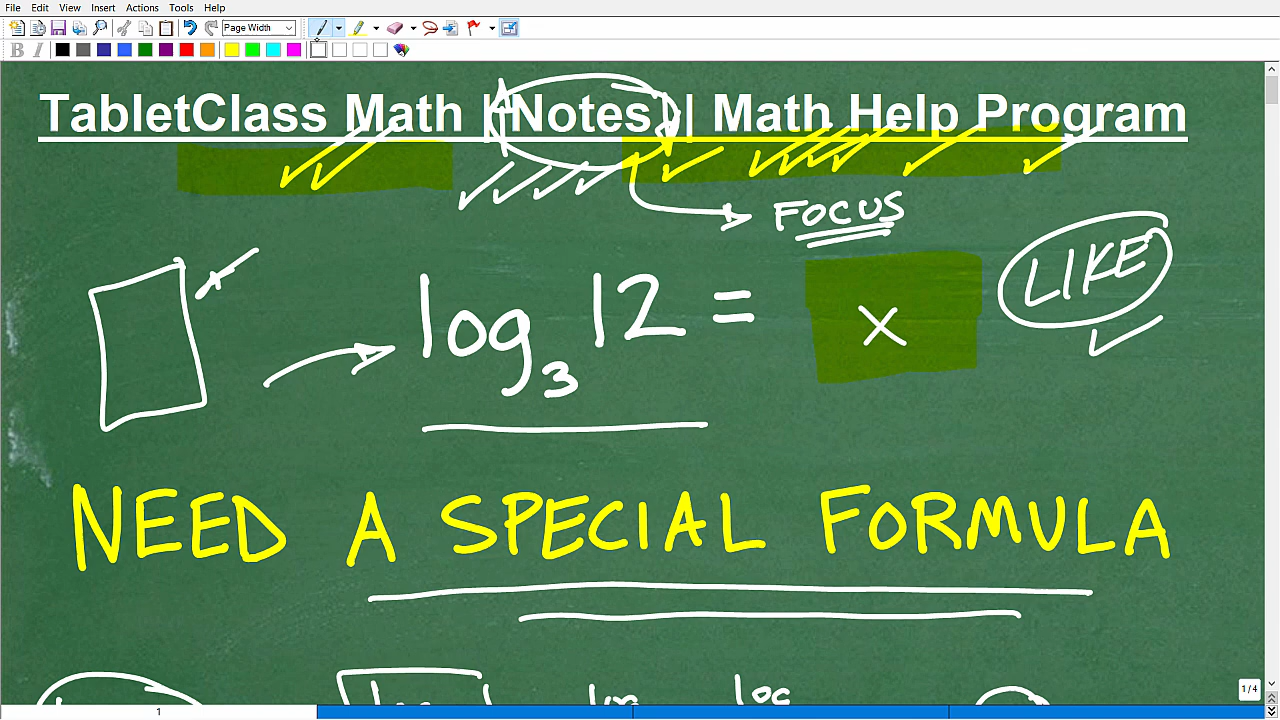 File Edit View Insert Actions Tools Help
Page Width
B I
TabletClass Math | Notes | Math Help Program
FOCUS
LIKE
log₃ 12 = x
NEED A SPECIAL FORMULA
log
1/4
1